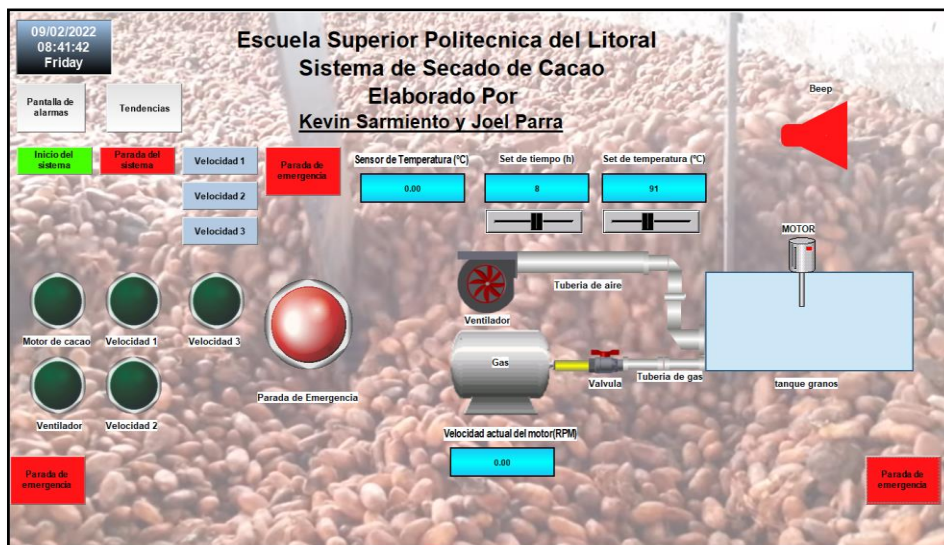 09/02/2022
08:41:42
Friday
Escuela Superior Politecnica del Litoral
Sistema de Secado de Cacao
Elaborado Por
Kevin Sarmiento y Joel Parra
Pantalla de
alarmas
Tendencias
Beep
Inicio del
sistema
Parada del
sistema
Velocidad 1
Velocidad 2
Velocidad 3
Parada de
emergencia
Sensor de Temperatura (ºC)
0.00
Set de tiempo (h)
8
Set de temperatura (ºC)
91
MOTOR
Tuberia de aire
Ventilador
Motor de cacao
Velocidad 1
Velocidad 3
Gas
Valvula
Tuberia de gas
tanque granos
Parada de Emergencia
Ventilador
Velocidad 2
Velocidad actual del motor(RPM)
0.00
Parada de
emergencia
Parada de
emergencia